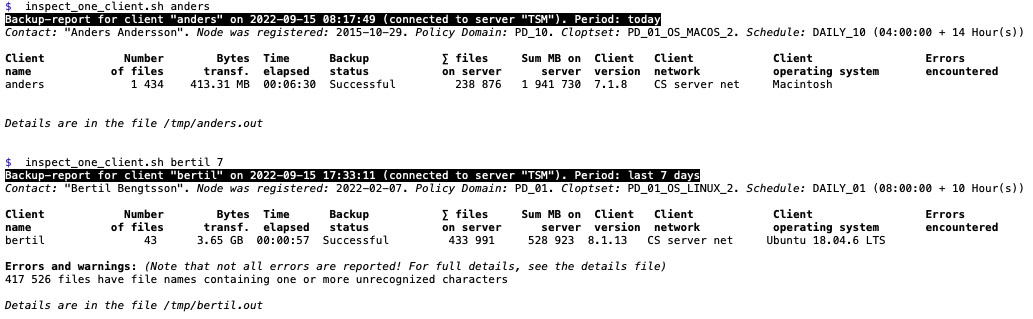 $ inspect_one_client.sh anders
Backup-report for client "anders" on 2022-09-15 08:17:49 (connected to server "TSM"). Period: today
Contact: "Anders Andersson". Node was registered: 2015-10-29. Policy Domain: PD_10. Cloptset: PD_01_OS_MACOS_2. Schedule: DAILY_10 (04:00:00 + 14 Hour(s))
Client Number Bytes Time Backup ∑ files Sum MB on Client Client Client Errors
name of files transf. elapsed status on server server version network operating system encountered
anders 1 434 413.31 MB 00:06:30 Successful 238 876 1 941 730 7.1.8 CS server net Macintosh
Details are in the file /tmp/anders.out
$ inspect_one_client.sh bertil 7
Backup-report for client "bertil" on 2022-09-15 17:33:11 (connected to server "TSM"). Period: last 7 days
Contact: "Bertil Bengtsson". Node was registered: 2022-02-07. Policy Domain: PD_01. Cloptset: PD_01_OS_LINUX_2. Schedule: DAILY_01 (08:00:00 + 10 Hour(s))
Client Number Bytes Time Backup ∑ files Sum MB on Client Client Client Errors
name of files transf. elapsed status on server server version network operating system encountered
bertil 43 3.65 GB 00:00:57 Successful 433 991 528 923 8.1.13 CS server net Ubuntu 18.04.6 LTS
Errors and warnings: (Note that not all errors are reported! For full details, see the details file)
417 526 files have file names containing one or more unrecognized characters
Details are in the file /tmp/bertil.out